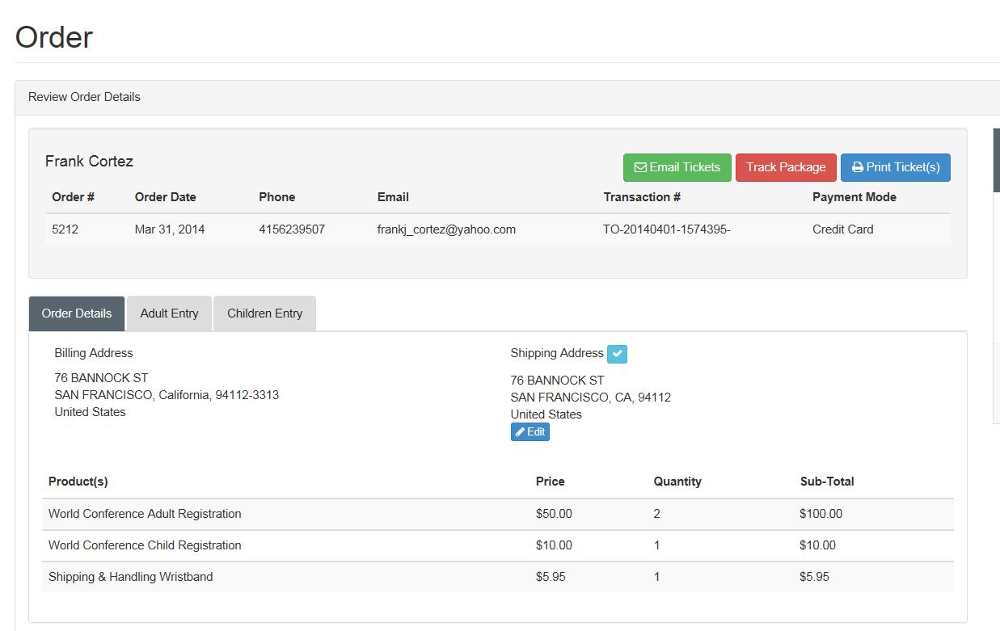 Order
Review Order Details
Frank Cortez
Email Tickets Track Package Print Ticket(s)
Order # Order Date Phone Email Transaction # Payment Mode
5212 Mar 31, 2014 4156239507 frankj_cortez@yahoo.com TO-20140401-1574395- Credit Card
Order Details Adult Entry Children Entry
Billing Address Shipping Address
76 BANNOCK ST 76 BANNOCK ST
SAN FRANCISCO, California, 94112-3313 SAN FRANCISCO, CA, 94112
United States United States
Edit
Product(s) Price Quantity Sub-Total
World Conference Adult Registration $50.00 2 $100.00
World Conference Child Registration $10.00 1 $10.00
Shipping & Handling Wristband $5.95 1 $5.95